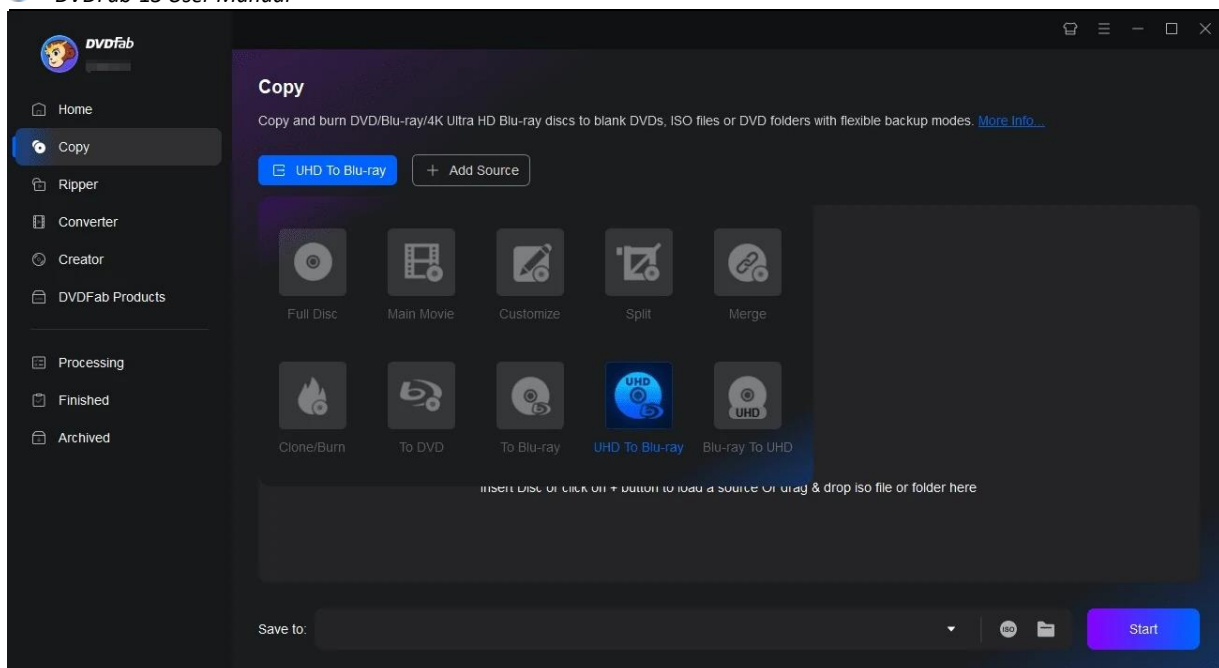 DVDFab 13 User Manual
DVDFab
Home
Copy
Ripper
Converter
Creator
DVDFab Products
Processing
Finished
Archived
Copy
Copy and burn DVD/Blu-ray/4K Ultra HD Blu-ray discs to blank DVDs, ISO files or DVD folders with flexible backup modes. More Info...
UHD To Blu-ray
+ Add Source
Full Disc
Main Movie
Customize
Split
Merge
Clone/Burn
To DVD
To Blu-ray
UHD
UHD To Blu-ray
UHD
Blu-ray To UHD
Insert Disc or click on + button to load a source Or drag & drop iso file or folder here
Save to:
ISO
Start